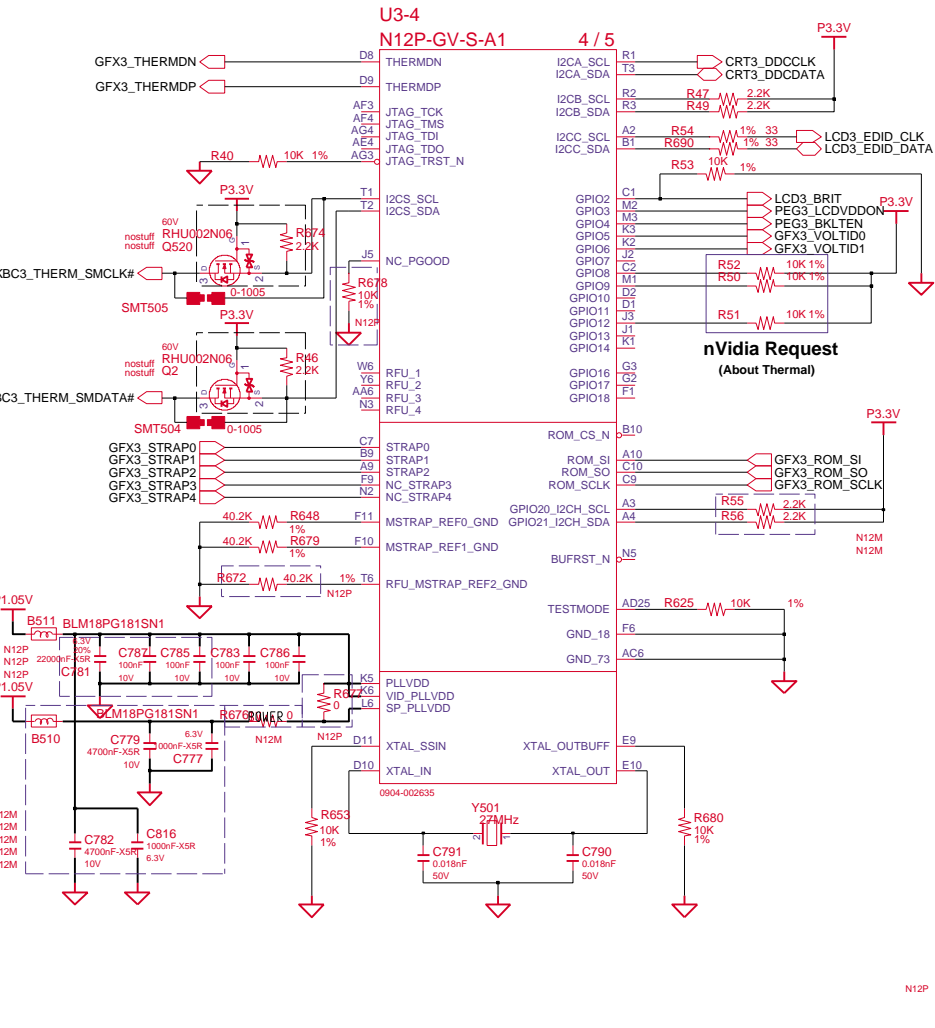 U3-4
N12P-GV-S-A1 4 / 5
P3.3V
GFX3_THERMDN D8 THERMDN
GFX3_THERMDP D9 THERMDP
AF3 JTAG_TCK
AF4 JTAG_TMS
AG4 JTAG_TDI
AE4 JTAG_TDO
R40 10K 1% AG3 JTAG_TRST_N
P3.3V
T1 I2CS_SCL
T2 I2CS_SDA
60V
nostuff RHU002N06
nostuff Q520
G
1
D
3
S
2
R674
2.2K
KBC3_THERM_SMCLK#
SMT505
0-1005
J5 NC_PGOOD
R678
10K
1%
N12P
P3.3V
60V
nostuff RHU002N06
nostuff Q2
G
1
D
3
S
2
R46
2.2K
BC3_THERM_SMDATA#
SMT504
0-1005
W6 RFU_1
Y6 RFU_2
AA6 RFU_3
N3 RFU_4
GFX3_STRAP0 C7 STRAP0
GFX3_STRAP1 B9 STRAP1
GFX3_STRAP2 A9 STRAP2
GFX3_STRAP3 F9 NC_STRAP3
GFX3_STRAP4 N2 NC_STRAP4
40.2K R648 1% F11 MSTRAP_REF0_GND
40.2K R679 1% F10 MSTRAP_REF1_GND
R672 40.2K 1% T6 RFU_MSTRAP_REF2_GND
N12P
R1 I2CA_SCL CRT3_DDCCLK
T3 I2CA_SDA CRT3_DDCDATA
I2CB_SCL R2 R47 2.2K
I2CB_SDA R3 R49 2.2K
I2CC_SCL A2 R54 1% 33 LCD3_EDID_CLK
I2CC_SDA B1 R690 1% 33 LCD3_EDID_DATA
R53 10K 1%
GPIO2 C1 LCD3_BRIT
GPIO3 M2 PEG3_LCDVDDON
GPIO4 M3 PEG3_BKLTEN
GPIO5 K3 GFX3_VOLTID0
GPIO6 K2 GFX3_VOLTID1
P3.3V
GPIO7 J2
GPIO8 C2 R52 10K 1%
GPIO9 M1 R50 10K 1%
GPIO10 D2
GPIO11 D1
GPIO12 J3 R51 10K 1%
GPIO13 J1
GPIO14 K1
nVidia Request
(About Thermal)
GPIO16 G3
GPIO17 G2
GPIO18 F1
P3.3V
ROM_CS_N B10
ROM_SI A10 GFX3_ROM_SI
ROM_SO C10 GFX3_ROM_SO
ROM_SCLK C9 GFX3_ROM_SCLK
GPIO20_I2CH_SCL A3 R55 2.2K
GPIO21_I2CH_SDA A4 R56 2.2K
N12M
N12M
BUFRST_N N5
TESTMODE AD25 R625 10K 1%
GND_18 F6
GND_73 AC6
P1.05V
B511 BLM18PG181SN1
N12P
N12P
N12P
6.3V
20%
22000nF-X5R
C781
C787
100nF
10V
C785
100nF
10V
C783
100nF
10V
C786
100nF
10V
P1.05V
B510
BLM18PG181SN1
R676 0
POWER
N12M
R677
0
N12P
K5 PLLVDD
K6 VID_PLLVDD
L6 SP_PLLVDD
C779
4700nF-X5R
10V
6.3V
1000nF-X5R
C777
12M
12M
12M
12M
12M
C782
4700nF-X5R
10V
C816
1000nF-X5R
6.3V
D11 XTAL_SSIN
D10 XTAL_IN
XTAL_OUTBUFF E9
XTAL_OUT E10
0904-002635
R653
10K
1%
Y501
27MHz
2
1
C791
0.018nF
50V
C790
0.018nF
50V
R680
10K
1%
N12P